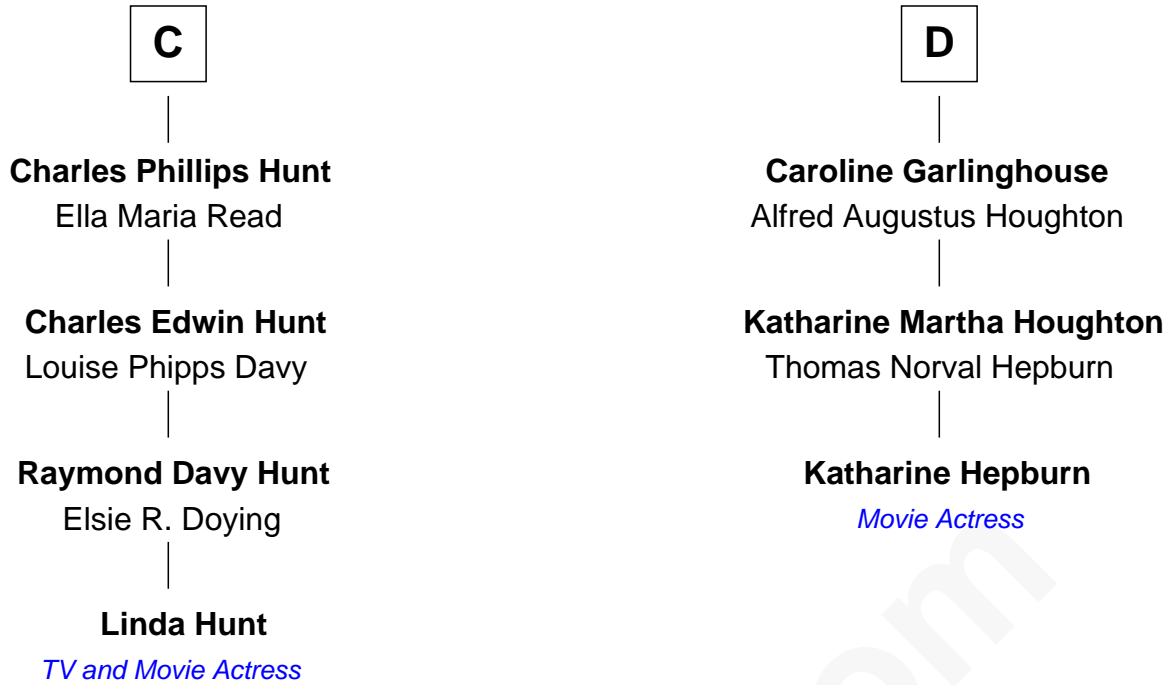 C
Charles Phillips Hunt
Ella Maria Read
Charles Edwin Hunt
Louise Phipps Davy
Raymond Davy Hunt
Elsie R. Doying
Linda Hunt
TV and Movie Actress
D
Caroline Garlinghouse
Alfred Augustus Houghton
Katharine Martha Houghton
Thomas Norval Hepburn
Katharine Hepburn
Movie Actress
om